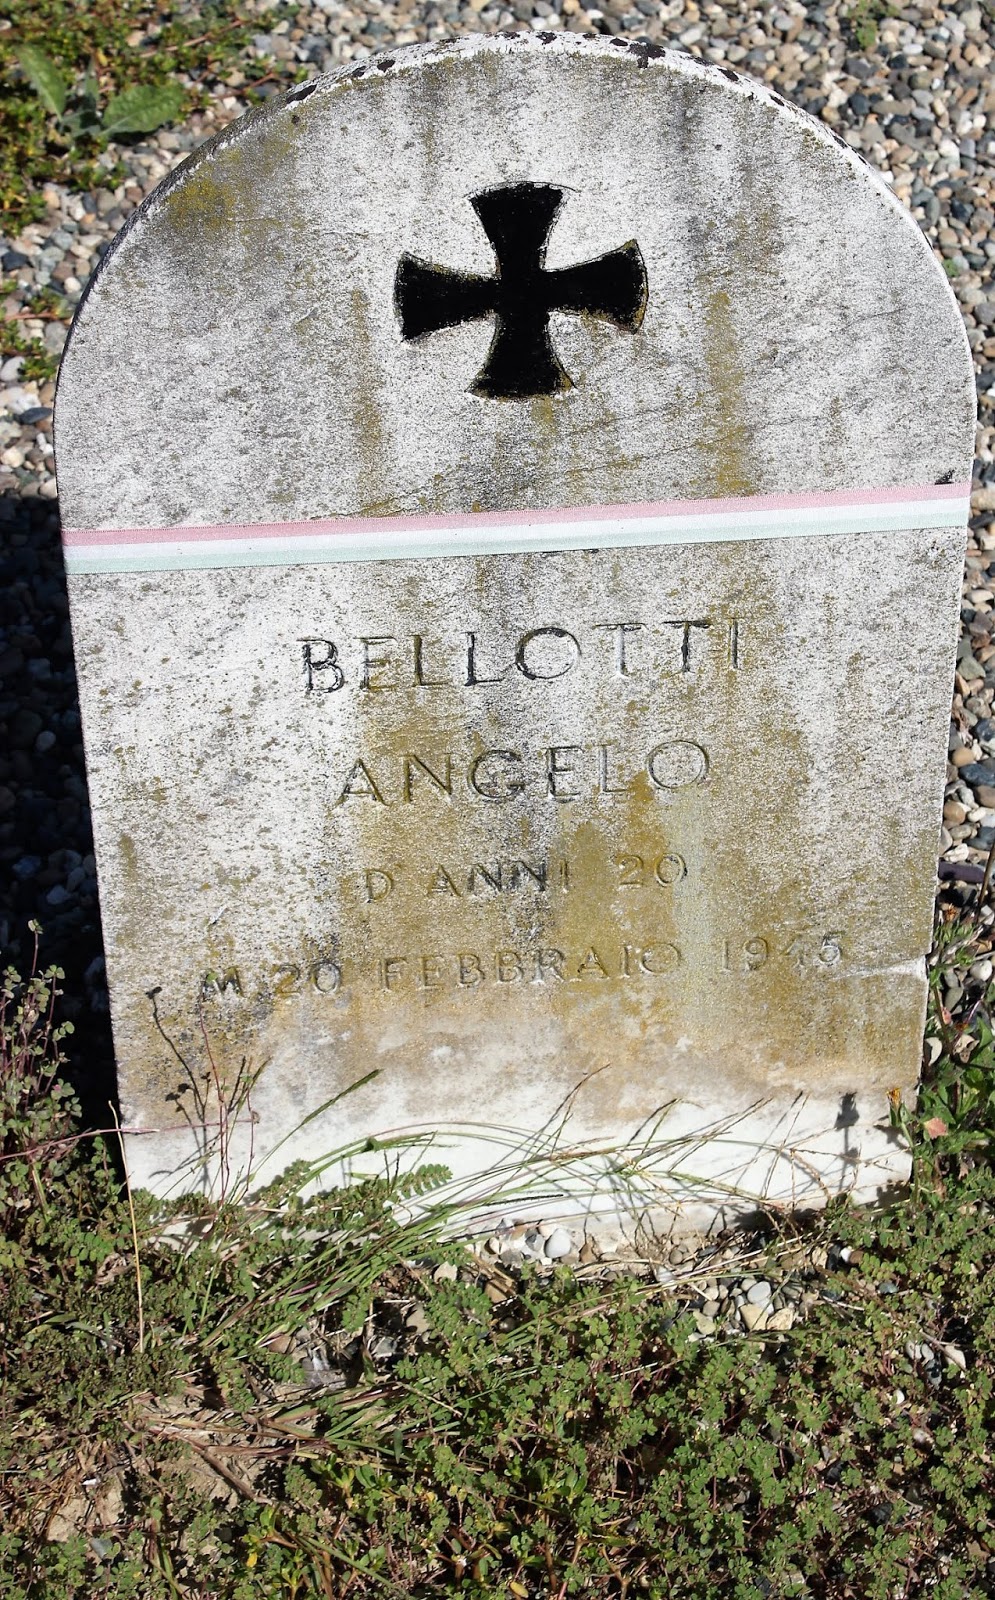 BELLOTTI
ANGELO
D'ANNI 20
M 20 FEBBRAIO 1945